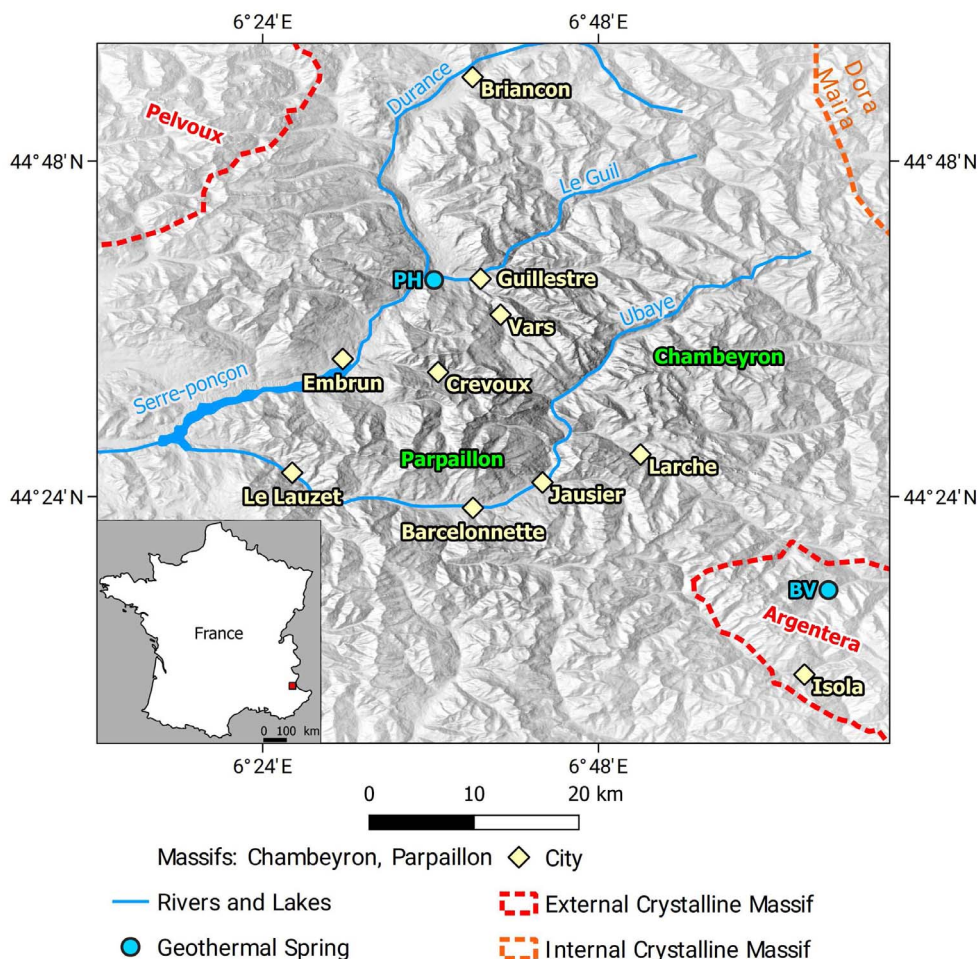 6°24'E 6°48'E
Durance
Briancon
Dora
Maira
Pelvoux
44°48'N 44°48'N
Le Guil
PH
Guillestre
Vars
Ubaye
Chambeyron
Serre-ponçon
Embrun
Crevoux
Parpaillon
Larche
Le Lauzet
Jausier
44°24'N 44°24'N
Barcelonnette
BV
Argentera
France
Isola
0 100 km
6°24'E 6°48'E
0 10 20 km
Massifs: Chambeyron, Parpaillon City
Rivers and Lakes External Crystalline Massif
Geothermal Spring Internal Crystalline Massif